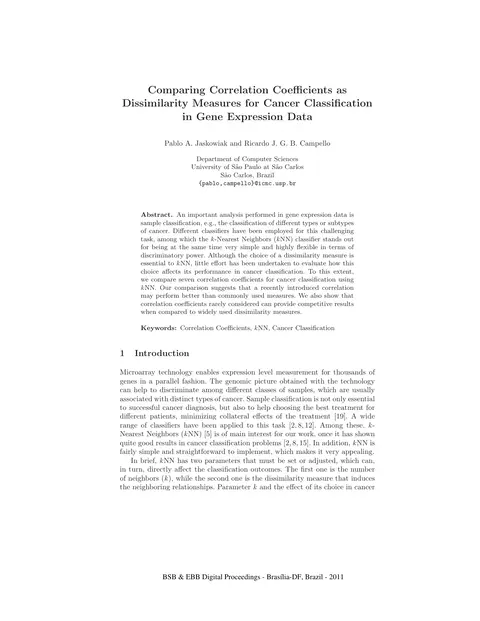 Comparing Correlation Coefficients as
Dissimilarity Measures for Cancer Classification
in Gene Expression Data
Pablo A. Jaskowiak and Ricardo J. G. B. Campello
Department of Computer Sciences
University of São Paulo at São Carlos
São Carlos, Brazil
{pablo,campello}@icmc.usp.br
Abstract. An important analysis performed in gene expression data is
sample classification, e.g., the classification of different types or subtypes
of cancer. Different classifiers have been employed for this challenging
task, among which the k-Nearest Neighbors (kNN) classifier stands out
for being at the same time very simple and highly flexible in terms of
discriminatory power. Although the choice of a dissimilarity measure is
essential to kNN, little effort has been undertaken to evaluate how this
choice affects its performance in cancer classification. To this extent,
we compare seven correlation coefficients for cancer classification using
kNN. Our comparison suggests that a recently introduced correlation
may perform better than commonly used measures. We also show that
correlation coefficients rarely considered can provide competitive results
when compared to widely used dissimilarity measures.
Keywords: Correlation Coefficients, kNN, Cancer Classification
1 Introduction
Microarray technology enables expression level measurement for thousands of
genes in a parallel fashion. The genomic picture obtained with the technology
can help to discriminate among different classes of samples, which are usually
associated with distinct types of cancer. Sample classification is not only essential
to successful cancer diagnosis, but also to help choosing the best treatment for
different patients, minimizing collateral effects of the treatment [19]. A wide
range of classifiers have been applied to this task [2, 8, 12]. Among these, k-
Nearest Neighbors (kNN) [5] is of main interest for our work, once it has shown
quite good results in cancer classification problems [2, 8, 15]. In addition, kNN is
fairly simple and straightforward to implement, which makes it very appealing.
In brief, kNN has two parameters that must be set or adjusted, which can,
in turn, directly affect the classification outcomes. The first one is the number
of neighbors (k), while the second one is the dissimilarity measure that induces
the neighboring relationships. Parameter k and the effect of its choice in cancer
BSB & EBB Digital Proceedings - Brasília-DF, Brazil - 2011